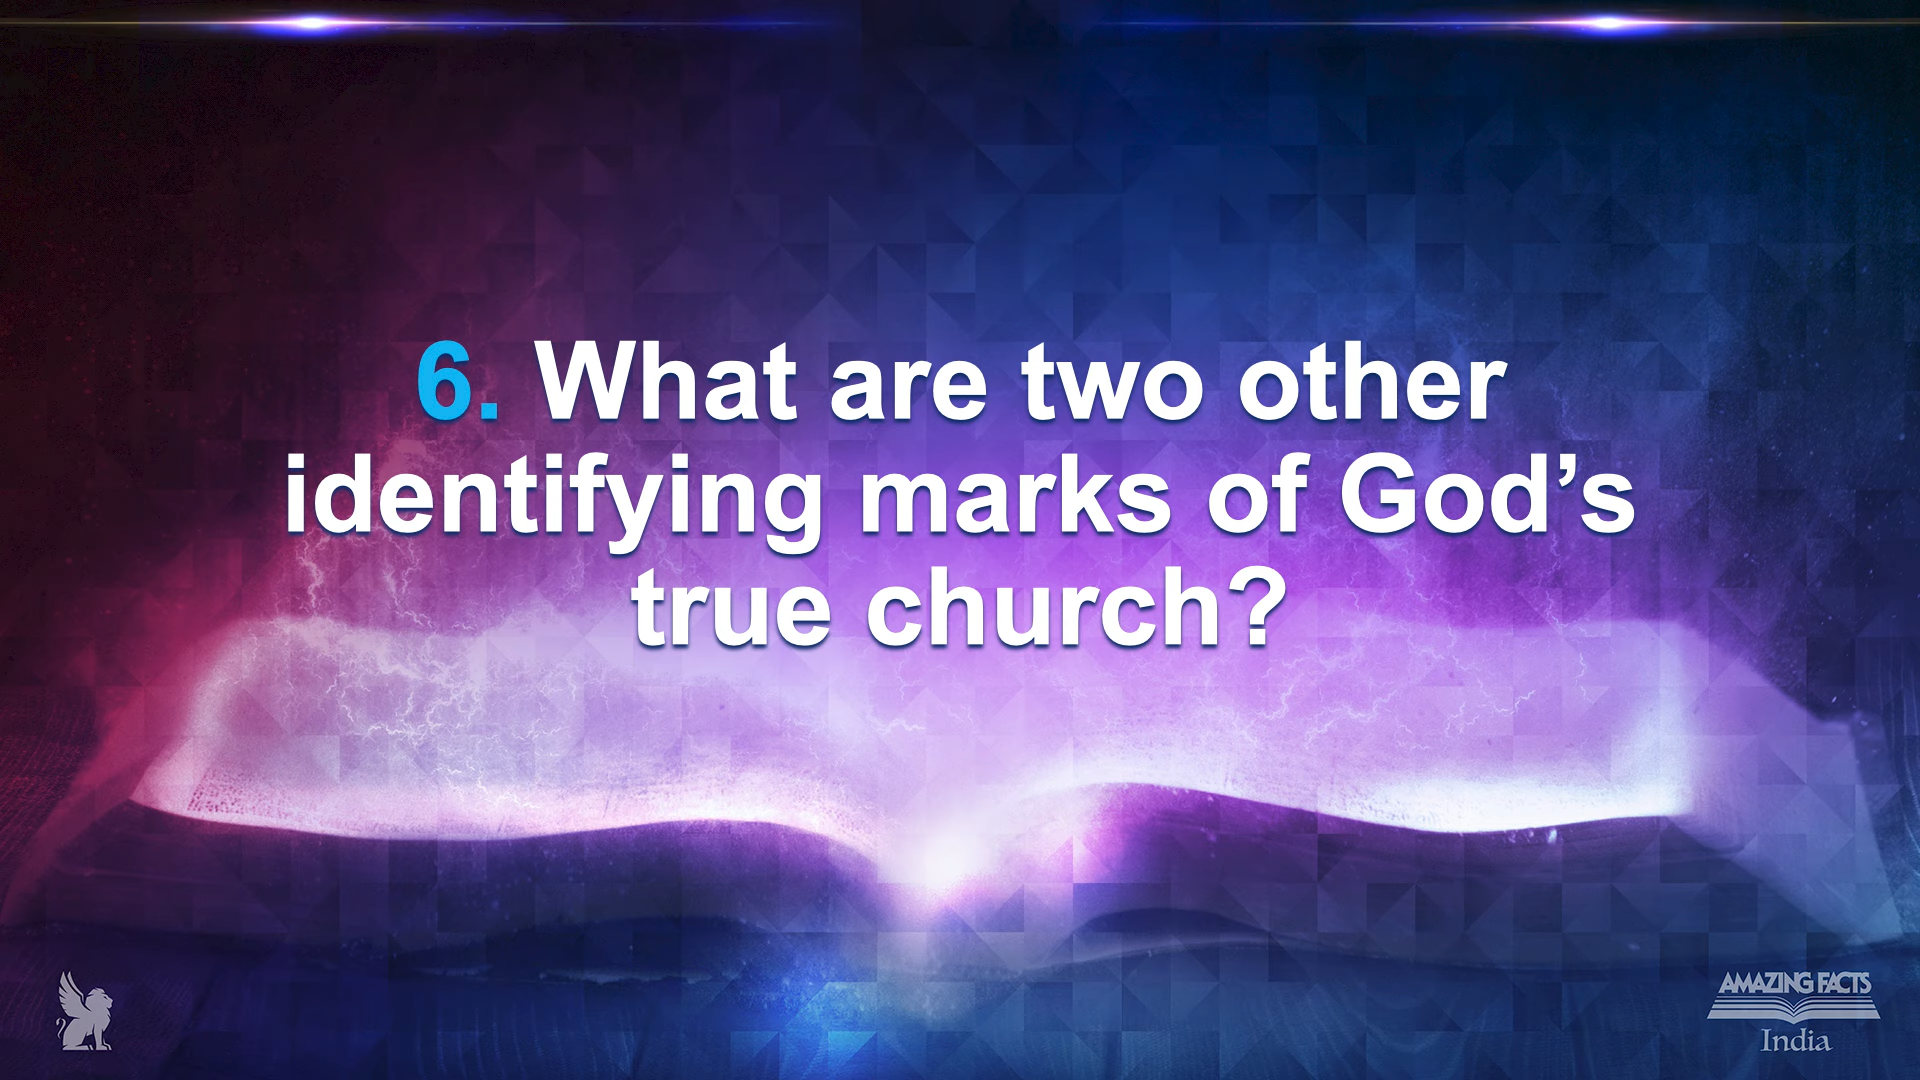 6. What are two other
identifying marks of God’s
true church?
AMAZING FACTS
India